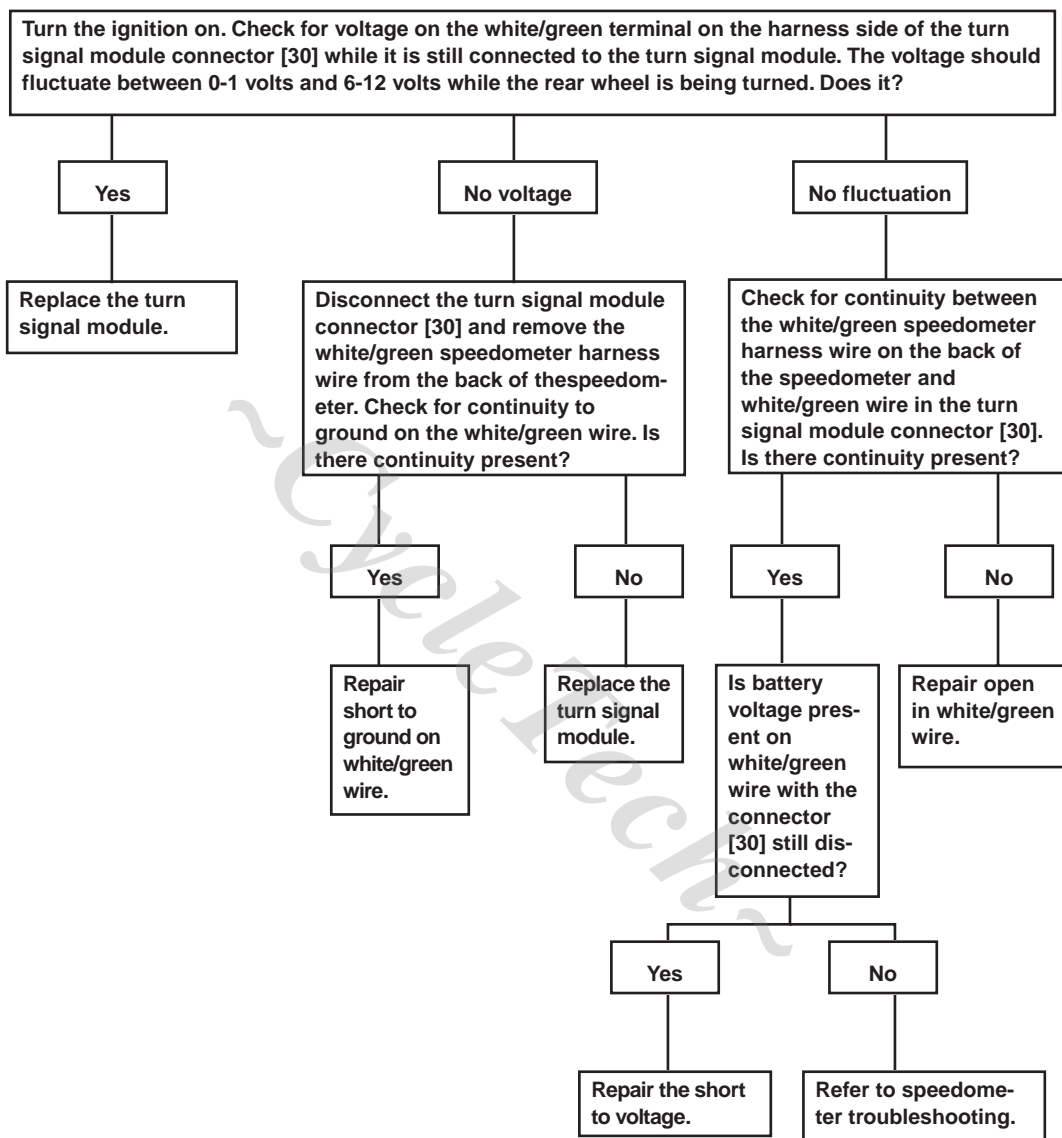 Turn the ignition on. Check for voltage on the white/green terminal on the harness side of the turn
signal module connector [30] while it is still connected to the turn signal module. The voltage should
fluctuate between 0-1 volts and 6-12 volts while the rear wheel is being turned. Does it?
Yes
No voltage
No fluctuation
Replace the turn
signal module.
Disconnect the turn signal module
connector [30] and remove the
white/green speedometer harness
wire from the back of thespeedom-
eter. Check for continuity to
ground on the white/green wire. Is
there continuity present?
Check for continuity between
the white/green speedometer
harness wire on the back of
the speedometer and
white/green wire in the turn
signal module connector [30].
Is there continuity present?
Yes
No
Yes
No
Repair
short to
ground on
white/green
wire.
Replace the
turn signal
module.
Is battery
voltage pres-
ent on
white/green
wire with the
connector
[30] still dis-
connected?
Repair open
in white/green
wire.
Yes
No
Repair the short
to voltage.
Refer to speedome-
ter troubleshooting.
~CycleTech~